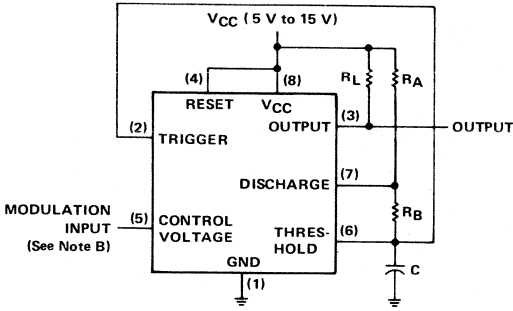 VCC (5 V to 15 V)
(4)
(8)
RL
RA
RESET
VCC
(3)
OUTPUT
OUTPUT
(2)
TRIGGER
(7)
DISCHARGE
MODULATION
INPUT
(See Note B)
(5)
CONTROL
VOLTAGE
RB
(6)
THRES-
HOLD
GND
(1)
C